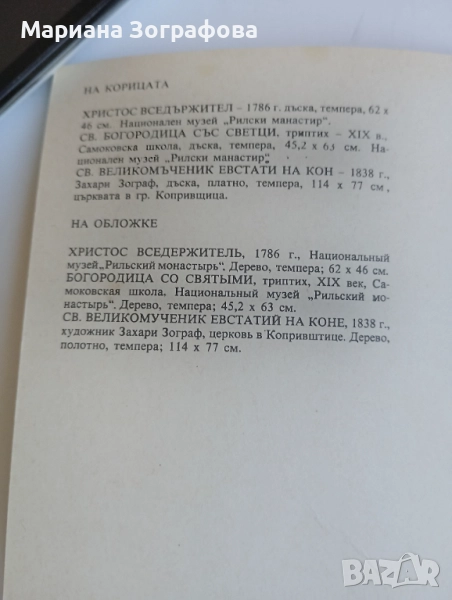 Мариана Зографова
НА КОРИЦАТА
ХРИСТОС ВСЕДЪРЖИТЕЛ – 1786 г. дъска, темпера, 62 х
46 см. Национален музей „Рилски манастир”.
СВ. БОГОРОДИЦА СЪС СВЕТЦИ, триптих – XIX в.,
Самоковска школа, дъска, темпера, 45,2 х 63 см. На-
ционален музей „Рилски манастир”
СВ. ВЕЛИКОМЪЧЕНИК ЕВСТАТИ НА КОН – 1838 г.,
Захари Зограф, дъска, платно, темпера, 114 х 77 см,
църквата в гр. Копривщица.
НА ОБЛОЖКЕ
ХРИСТОС ВСЕДЕРЖИТЕЛЬ, 1786 г., Национальный
музей „Рильский монастырь”. Дерево, темпера; 62 х 46 см.
БОГОРОДИЦА СО СВЯТЫМИ, триптих, XIX век, Са-
моковская школа. Национальный музей „Рильский мо-
настырь”. Дерево, темпера; 45,2 х 63 см.
СВ. ВЕЛИКОМУЧЕНИК ЕВСТАТИЙ НА КОНЕ, 1838 г.,
художник Захари Зограф, церковь в Копривштице. Дерево,
полотно, темпера; 114 х 77 см.
BAZAR